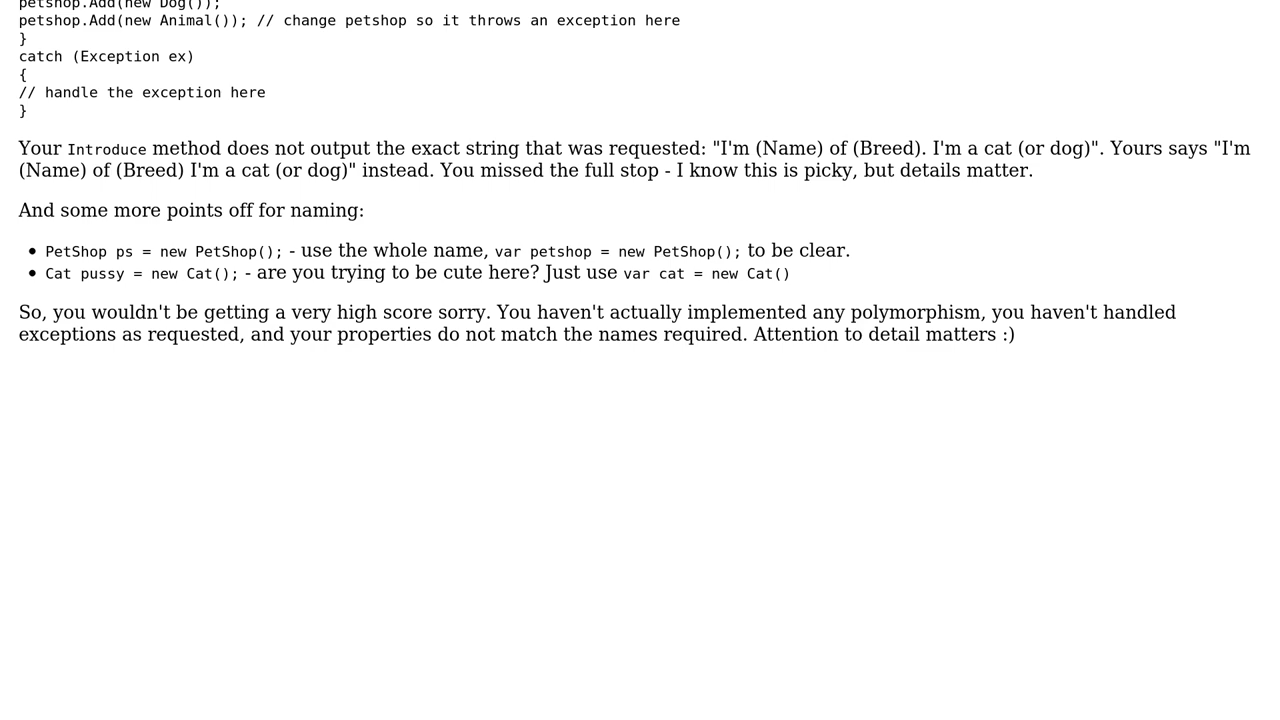 petshop.Add(new Dog());
petshop.Add(new Animal()); // change petshop so it throws an exception here
}
catch (Exception ex)
{
// handle the exception here
}
Your Introduce method does not output the exact string that was requested: "I'm (Name) of (Breed). I'm a cat (or dog)". Yours says "I'm
(Name) of (Breed) I'm a cat (or dog)" instead. You missed the full stop - I know this is picky, but details matter.
And some more points off for naming:
• PetShop ps = new PetShop(); - use the whole name, var petshop = new PetShop(); to be clear.
• Cat pussy = new Cat(); - are you trying to be cute here? Just use var cat = new Cat()
So, you wouldn't be getting a very high score sorry. You haven't actually implemented any polymorphism, you haven't handled
exceptions as requested, and your properties do not match the names required. Attention to detail matters :)